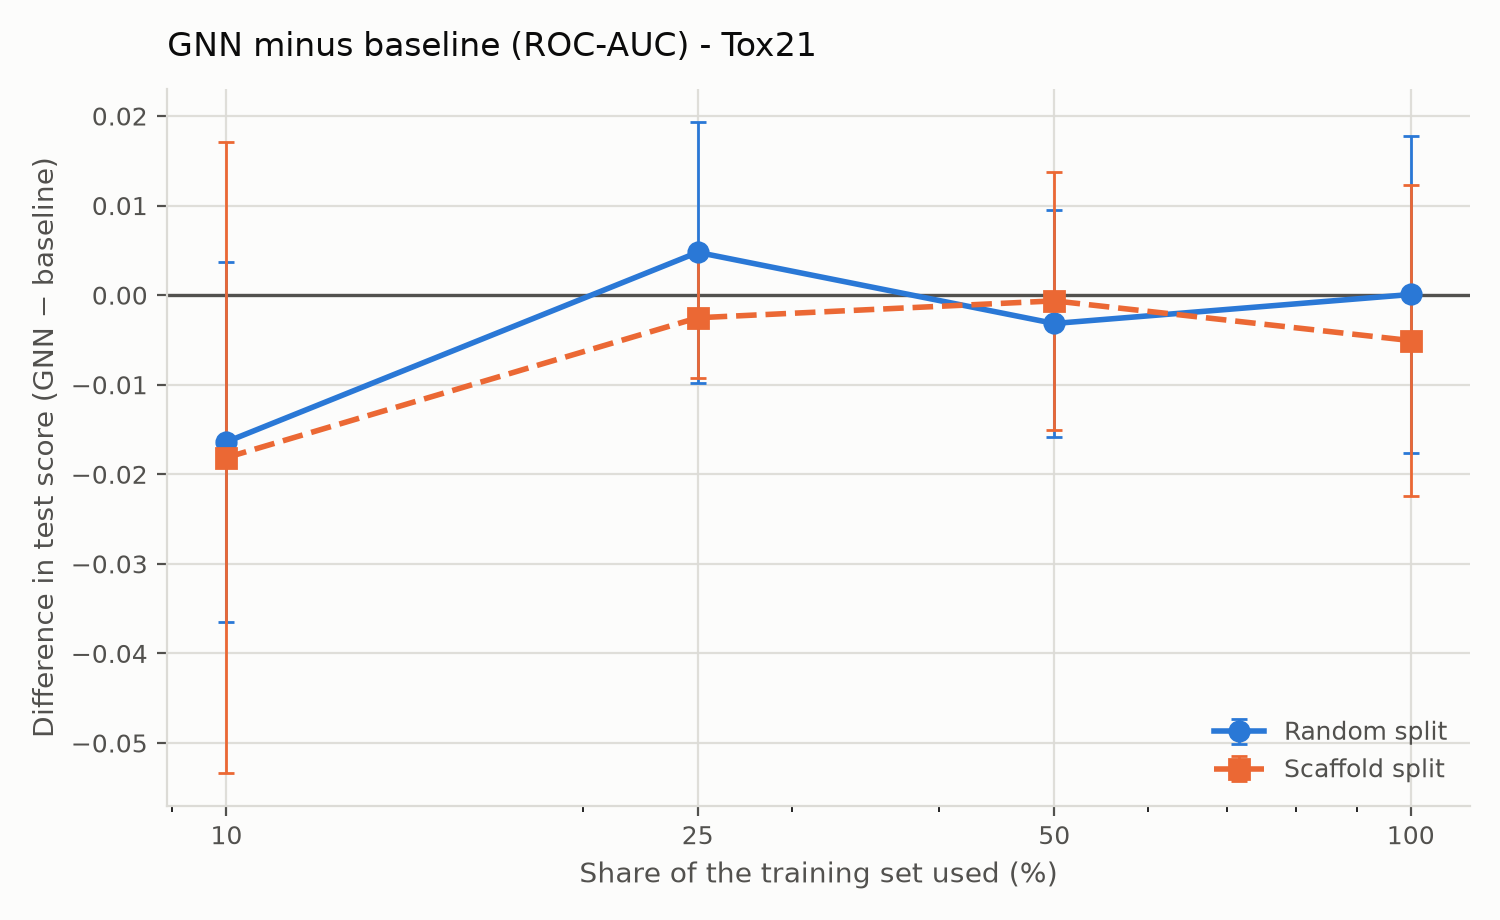 GNN minus baseline (ROC-AUC) - Tox21
Difference in test score (GNN − baseline)
0.02
0.01
0.00
−0.01
−0.02
−0.03
−0.04
−0.05
Random split
Scaffold split
10 25 50 100
Share of the training set used (%)